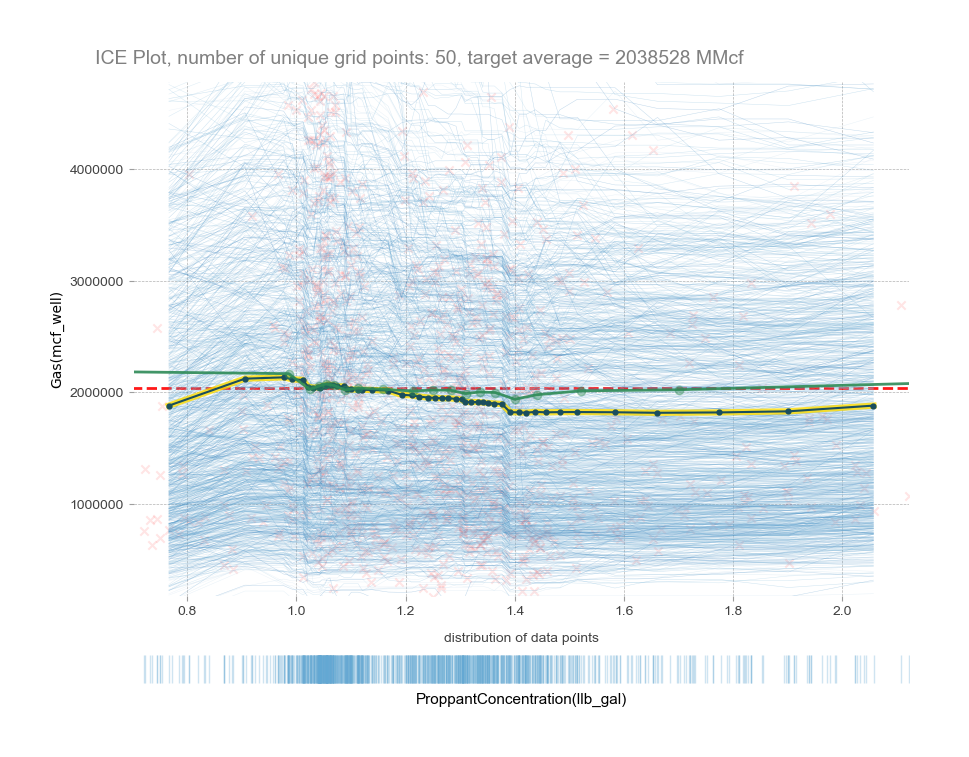 ICE Plot, number of unique grid points: 50, target average = 2038528 MMcf
Gas(mcf_well)
4000000
3000000
2000000
1000000
0.8 1.0 1.2 1.4 1.6 1.8 2.0
distribution of data points
ProppantConcentration(llb_gal)